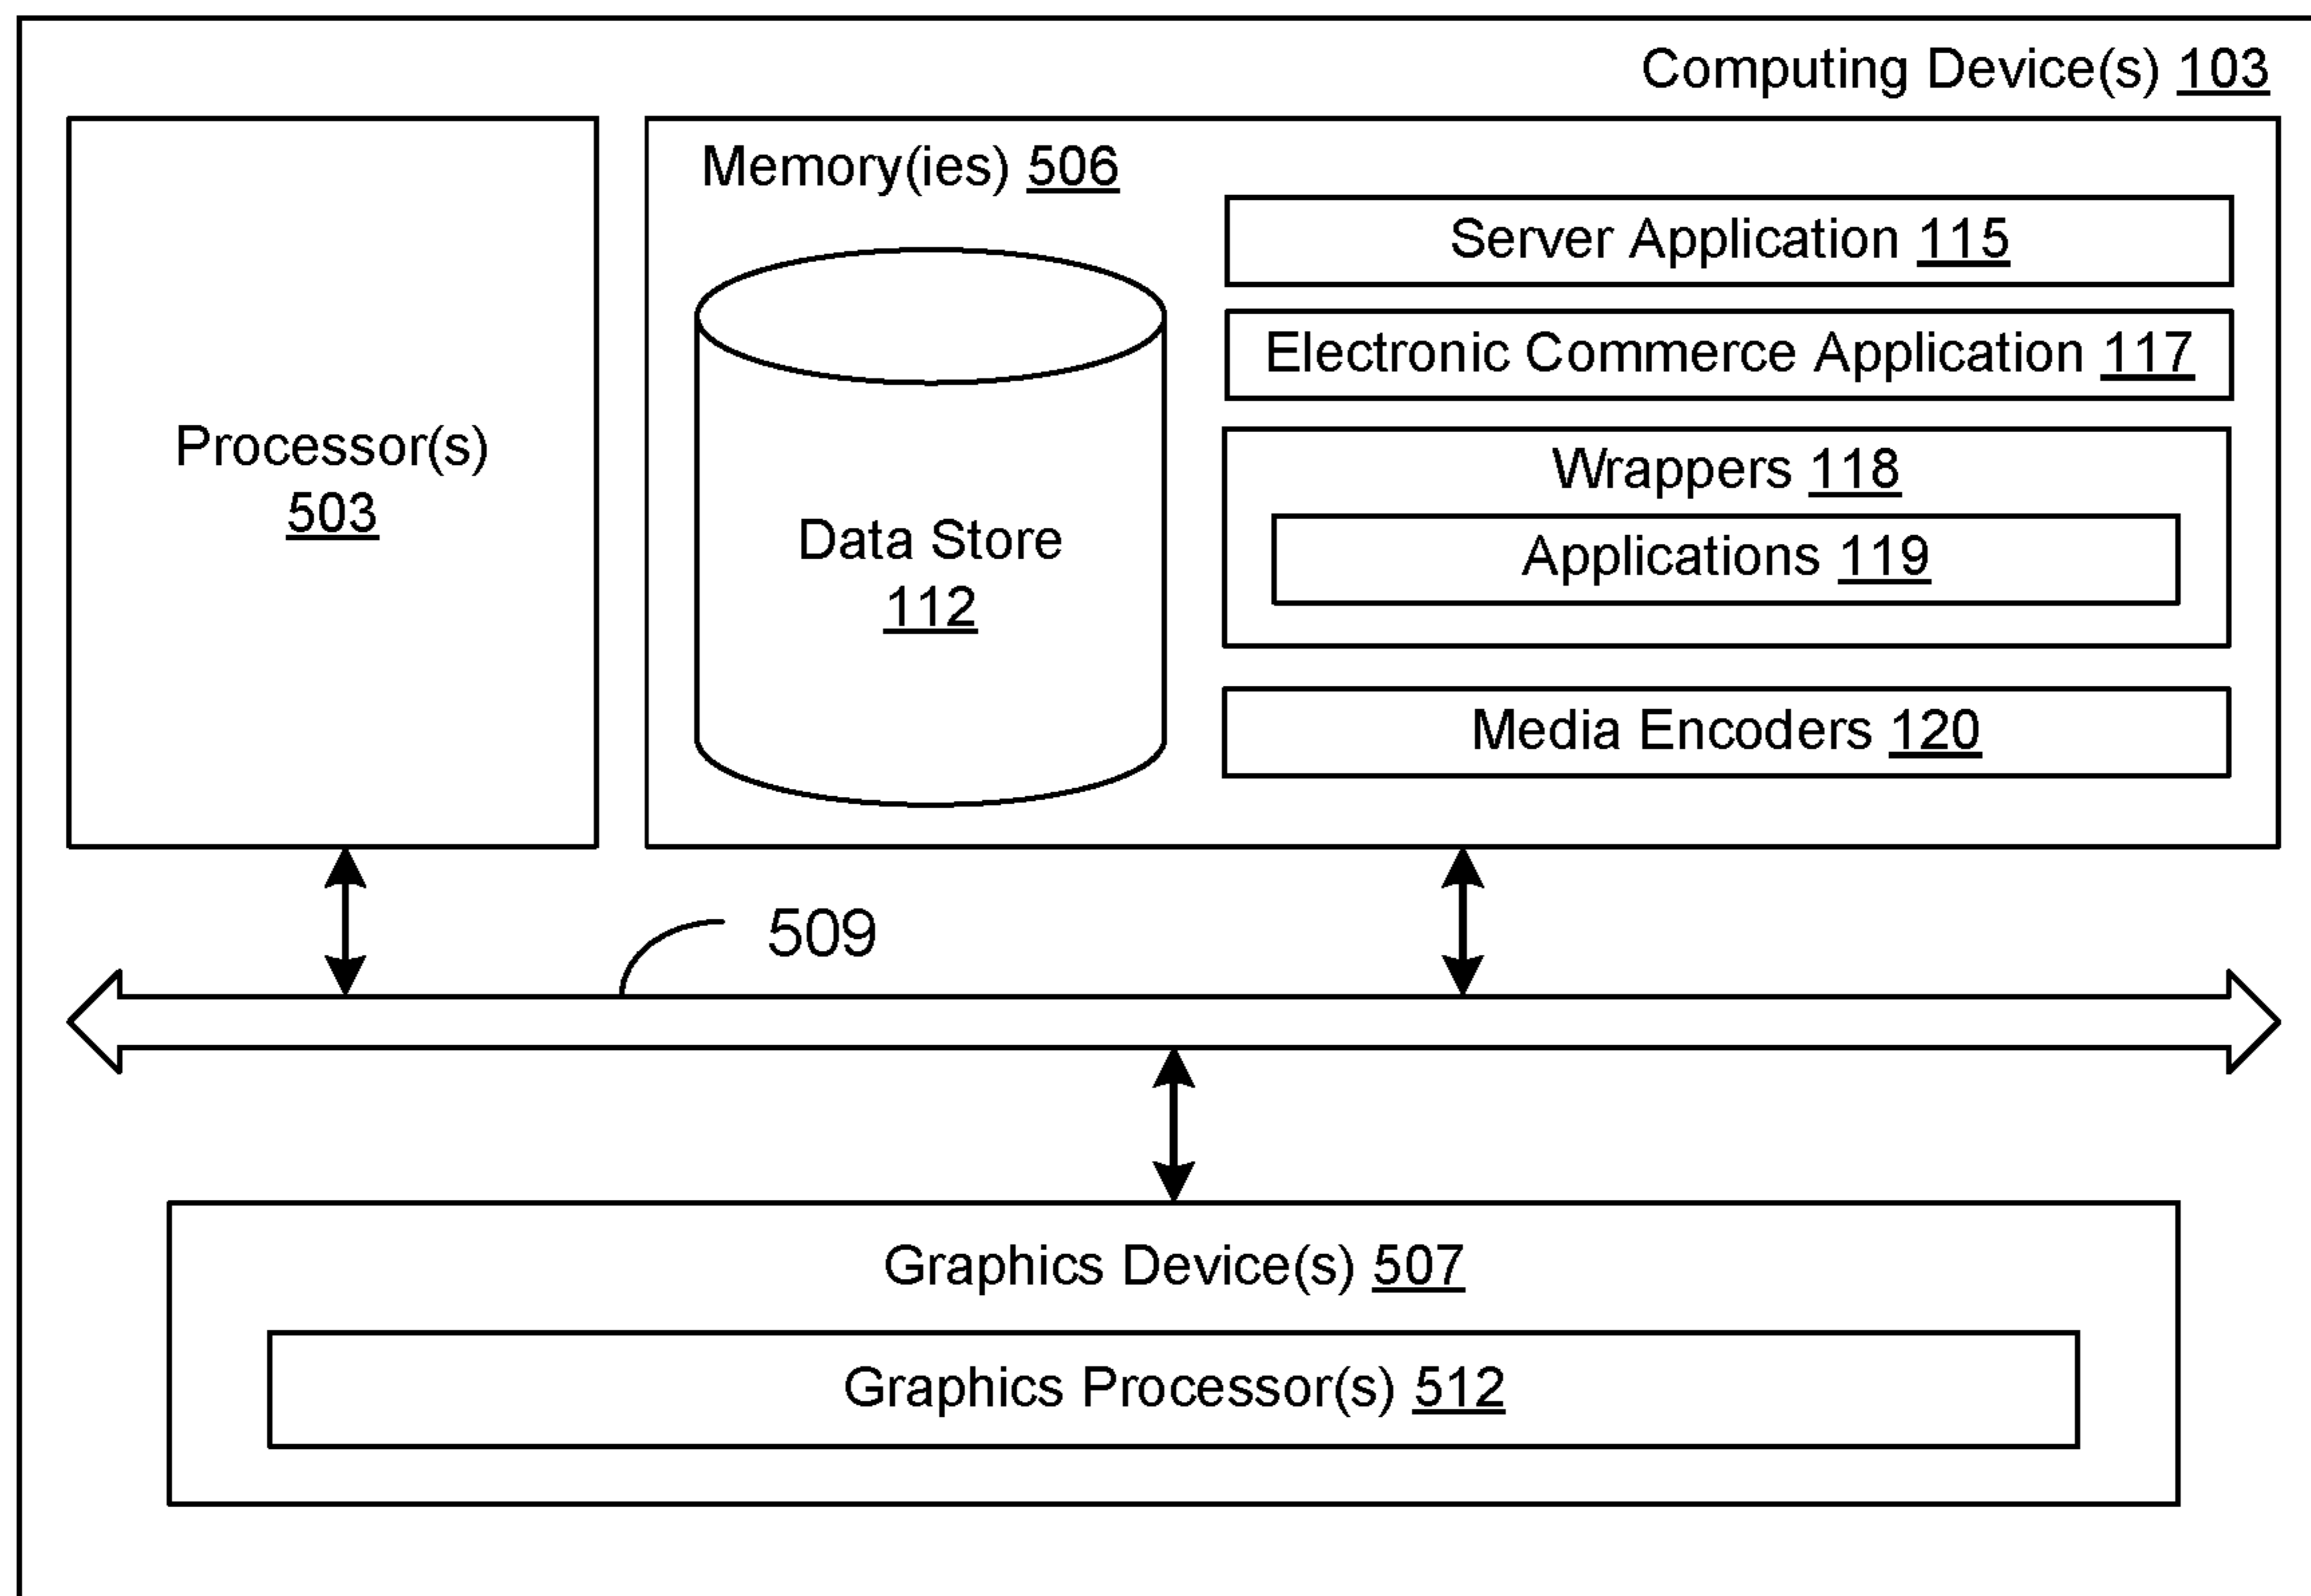 Computing Device(s) 103
Processor(s)
503
Memory(ies) 506
Data Store
112
Server Application 115
Electronic Commerce Application 117
Wrappers 118
Applications 119
Media Encoders 120
509
Graphics Device(s) 507
Graphics Processor(s) 512